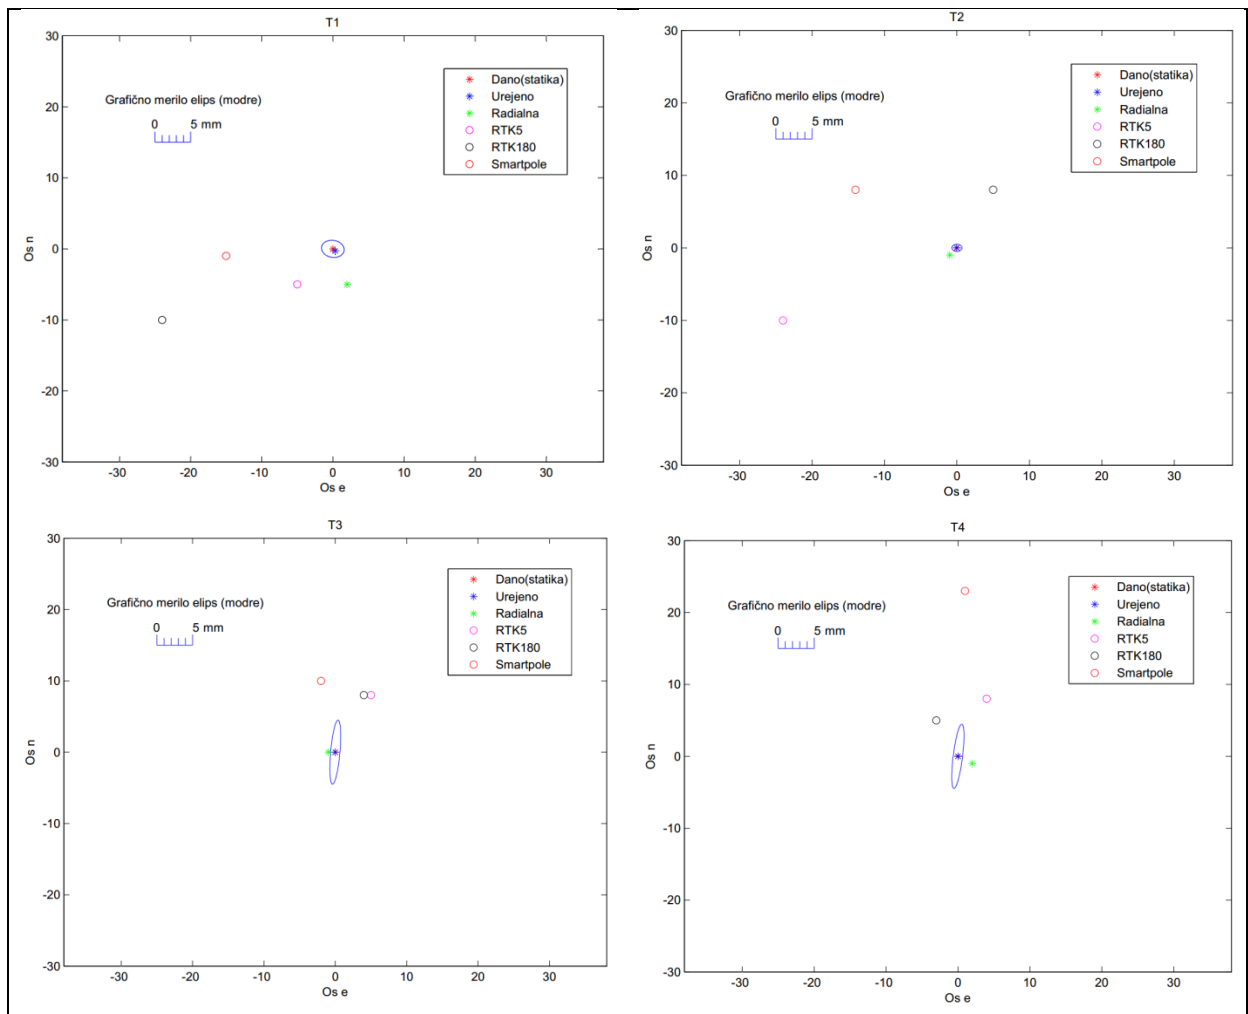 T1
30
20
10
0
-10
-20
-30
-30 -20 -10 0 10 20 30
Os n
Os e
Grafično merilo elips (modre)
0 5 mm
Dano(statika)
Urejeno
Radialna
RTK5
RTK180
Smartpole
T2
30
20
10
0
-10
-20
-30
-30 -20 -10 0 10 20 30
Os n
Os e
Grafično merilo elips (modre)
0 5 mm
Dano(statika)
Urejeno
Radialna
RTK5
RTK180
Smartpole
T3
30
20
10
0
-10
-20
-30
-30 -20 -10 0 10 20 30
Os n
Os e
Grafično merilo elips (modre)
0 5 mm
Dano(statika)
Urejeno
Radialna
RTK5
RTK180
Smartpole
T4
30
20
10
0
-10
-20
-30
-30 -20 -10 0 10 20 30
Os n
Os e
Grafično merilo elips (modre)
0 5 mm
Dano(statika)
Urejeno
Radialna
RTK5
RTK180
Smartpole